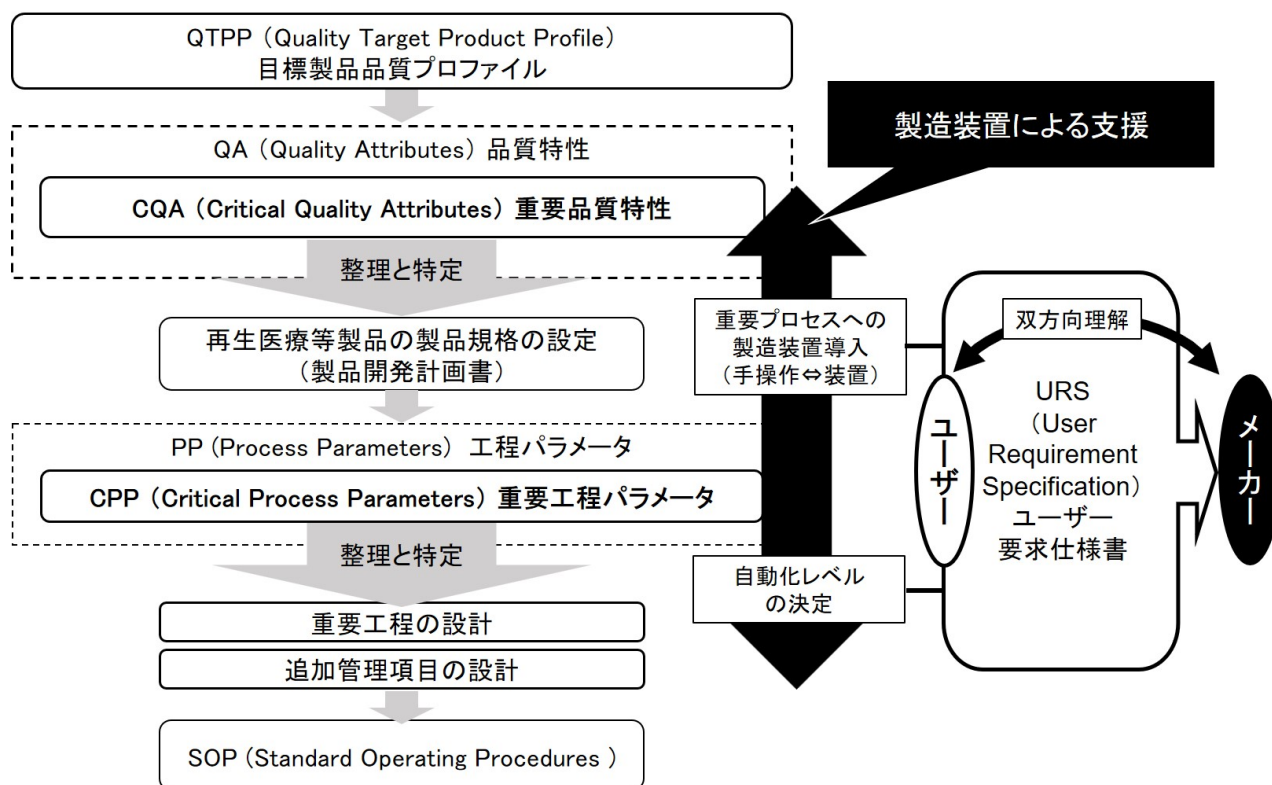 QTPP（Quality Target Product Profile）
目標製品品質プロファイル
QA（Quality Attributes）品質特性
CQA（Critical Quality Attributes）重要品質特性
整理と特定
再生医療等製品の製品規格の設定
（製品開発計画書）
PP（Process Parameters） 工程パラメータ
CPP（Critical Process Parameters）重要工程パラメータ
整理と特定
重要工程の設計
追加管理項目の設計
SOP（Standard Operating Procedures ）
製造装置による支援
重要プロセスへの
製造装置導入
（手操作⇔装置）
自動化レベル
の決定
双方向理解
ユーザー
URS
（User
Requirement
Specification）
ユーザー
要求仕様書
メーカー